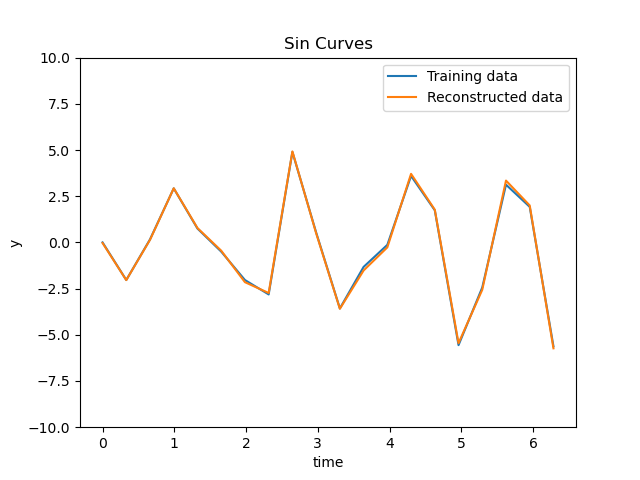 Sin Curves
10.0
7.5
5.0
2.5
0.0
−2.5
−5.0
−7.5
−10.0
y
Training data
Reconstructed data
0 1 2 3 4 5 6
time